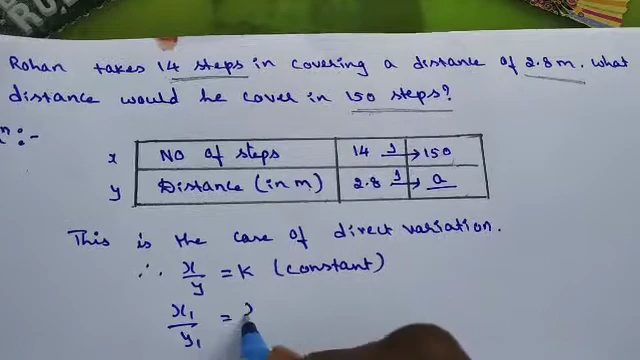 Rohan takes 14 steps in covering a distance of 2.8m. What
distance would he cover in 150 steps?
n :-
x No of steps 14 → 150
y Distance (in m) 2.8 → a
This is the case of direct variation.
∴ x/y = K (constant)
x₁/y₁ =